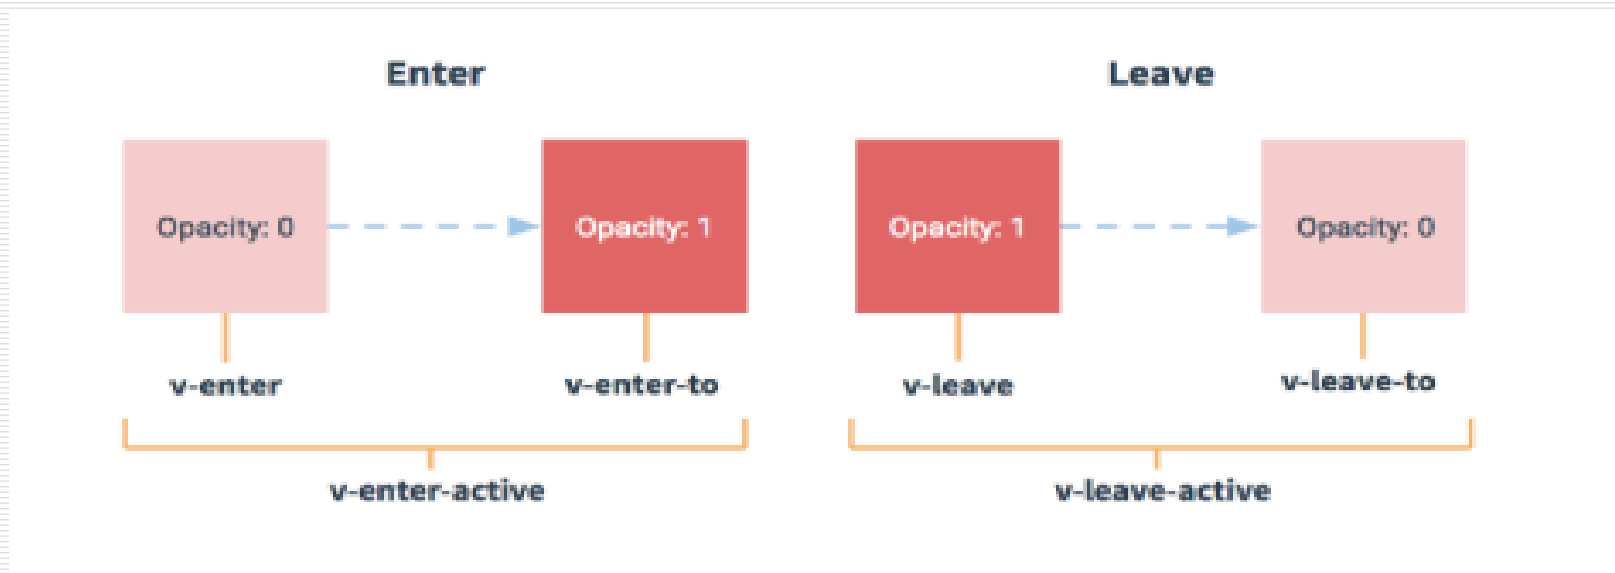 Enter
Leave
Opacity: 0
Opacity: 1
Opacity: 1
Opacity: 0
v-enter
v-enter-to
v-leave
v-leave-to
v-enter-active
v-leave-active